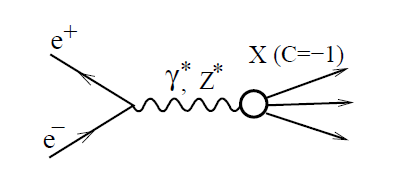 e⁺
γ*, Z*
X (C=−1)
e⁻